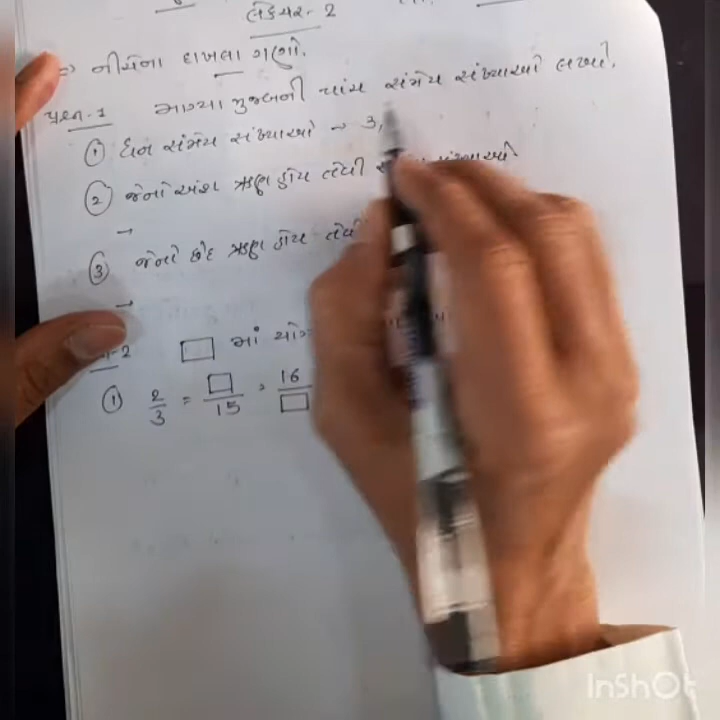 લેક્ચર- 2
⇒ નીચેના દાખલા ગણો.
પ્રશ્ન-1 માગ્યા મુજબની પાંચ સંમેય સંખ્યાઓ લખો.
① ધન સંમેય સંખ્યાઓ → 3,
② જેનો અંશ ઋણ હોય તેવી સંખ્યાઓ
→
③ જેનો છેદ ઋણ હોય તેવી
→
-2 □ માં યોગ
① 2/3 = □/15 = 16/□
InShOt